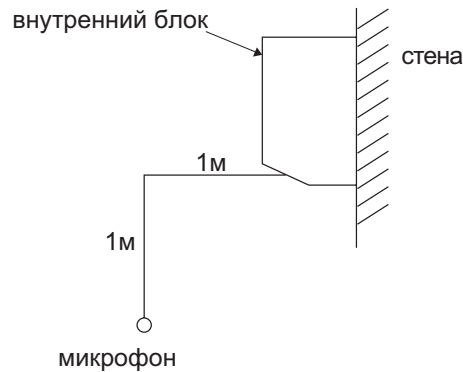 внутренний блок
стена
1м
1м
микрофон